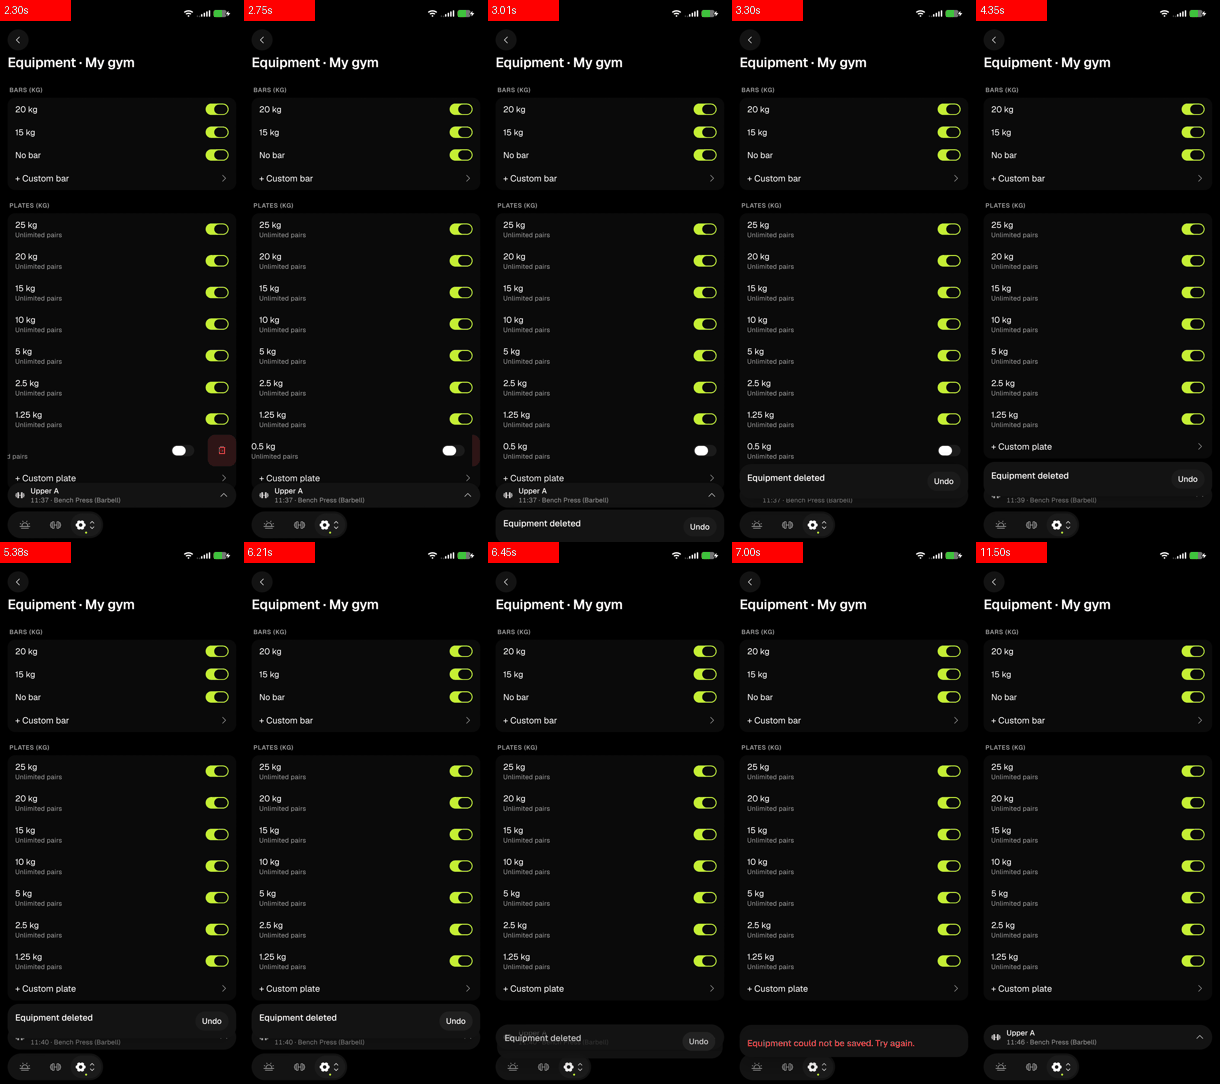 2.30s
Equipment · My gym
BARS (KG)
20 kg
15 kg
No bar
+ Custom bar
PLATES (KG)
25 kg
Unlimited pairs
20 kg
Unlimited pairs
15 kg
Unlimited pairs
10 kg
Unlimited pairs
5 kg
Unlimited pairs
2.5 kg
Unlimited pairs
1.25 kg
Unlimited pairs
d pairs
+ Custom plate
Upper A
11:37 · Bench Press (Barbell)
2.75s
Equipment · My gym
BARS (KG)
20 kg
15 kg
No bar
+ Custom bar
PLATES (KG)
25 kg
Unlimited pairs
20 kg
Unlimited pairs
15 kg
Unlimited pairs
10 kg
Unlimited pairs
5 kg
Unlimited pairs
2.5 kg
Unlimited pairs
1.25 kg
Unlimited pairs
0.5 kg
Unlimited pairs
+ Custom plate
Upper A
11:37 · Bench Press (Barbell)
3.01s
Equipment · My gym
BARS (KG)
20 kg
15 kg
No bar
+ Custom bar
PLATES (KG)
25 kg
Unlimited pairs
20 kg
Unlimited pairs
15 kg
Unlimited pairs
10 kg
Unlimited pairs
5 kg
Unlimited pairs
2.5 kg
Unlimited pairs
1.25 kg
Unlimited pairs
0.5 kg
Unlimited pairs
+ Custom plate
Upper A
11:37 · Bench Press (Barbell)
Equipment deleted
Undo
3.30s
Equipment · My gym
BARS (KG)
20 kg
15 kg
No bar
+ Custom bar
PLATES (KG)
25 kg
Unlimited pairs
20 kg
Unlimited pairs
15 kg
Unlimited pairs
10 kg
Unlimited pairs
5 kg
Unlimited pairs
2.5 kg
Unlimited pairs
1.25 kg
Unlimited pairs
0.5 kg
Unlimited pairs
Equipment deleted
Undo
11:37 · Bench Press (Barbell)
4.35s
Equipment · My gym
BARS (KG)
20 kg
15 kg
No bar
+ Custom bar
PLATES (KG)
25 kg
Unlimited pairs
20 kg
Unlimited pairs
15 kg
Unlimited pairs
10 kg
Unlimited pairs
5 kg
Unlimited pairs
2.5 kg
Unlimited pairs
1.25 kg
Unlimited pairs
+ Custom plate
Equipment deleted
Undo
11:39 · Bench Press (Barbell)
5.38s
Equipment · My gym
BARS (KG)
20 kg
15 kg
No bar
+ Custom bar
PLATES (KG)
25 kg
Unlimited pairs
20 kg
Unlimited pairs
15 kg
Unlimited pairs
10 kg
Unlimited pairs
5 kg
Unlimited pairs
2.5 kg
Unlimited pairs
1.25 kg
Unlimited pairs
+ Custom plate
Equipment deleted
Undo
11:40 · Bench Press (Barbell)
6.21s
Equipment · My gym
BARS (KG)
20 kg
15 kg
No bar
+ Custom bar
PLATES (KG)
25 kg
Unlimited pairs
20 kg
Unlimited pairs
15 kg
Unlimited pairs
10 kg
Unlimited pairs
5 kg
Unlimited pairs
2.5 kg
Unlimited pairs
1.25 kg
Unlimited pairs
+ Custom plate
Equipment deleted
Undo
11:40 · Bench Press (Barbell)
6.45s
Equipment · My gym
BARS (KG)
20 kg
15 kg
No bar
+ Custom bar
PLATES (KG)
25 kg
Unlimited pairs
20 kg
Unlimited pairs
15 kg
Unlimited pairs
10 kg
Unlimited pairs
5 kg
Unlimited pairs
2.5 kg
Unlimited pairs
1.25 kg
Unlimited pairs
+ Custom plate
Equipment deleted
Undo
7.00s
Equipment · My gym
BARS (KG)
20 kg
15 kg
No bar
+ Custom bar
PLATES (KG)
25 kg
Unlimited pairs
20 kg
Unlimited pairs
15 kg
Unlimited pairs
10 kg
Unlimited pairs
5 kg
Unlimited pairs
2.5 kg
Unlimited pairs
1.25 kg
Unlimited pairs
+ Custom plate
Equipment could not be saved. Try again.
11.50s
Equipment · My gym
BARS (KG)
20 kg
15 kg
No bar
+ Custom bar
PLATES (KG)
25 kg
Unlimited pairs
20 kg
Unlimited pairs
15 kg
Unlimited pairs
10 kg
Unlimited pairs
5 kg
Unlimited pairs
2.5 kg
Unlimited pairs
1.25 kg
Unlimited pairs
+ Custom plate
Upper A
11:46 · Bench Press (Barbell)